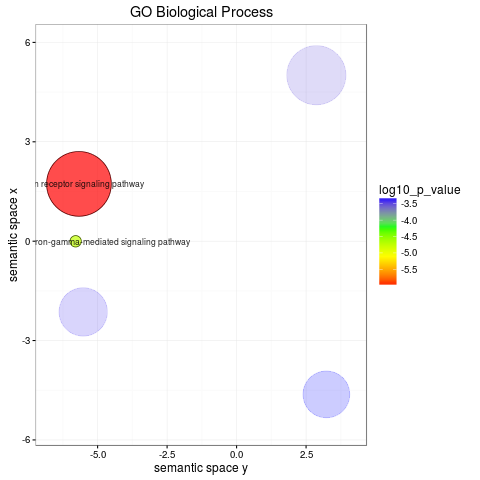 GO Biological Process
6
3
0
-3
-6
semantic space x
receptor signaling pathway
ron-gamma-mediated signaling pathway
-5.0
-2.5
0.0
2.5
semantic space y
log10_p_value
-3.5
-4.0
-4.5
-5.0
-5.5